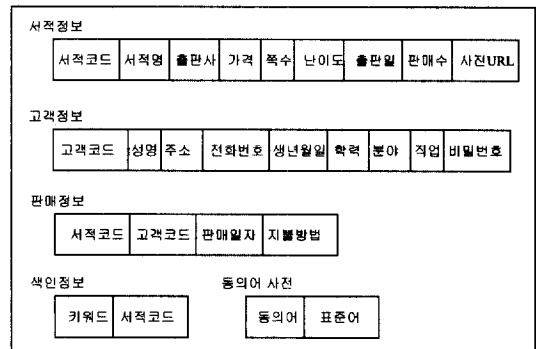 서적정보
서적코드 서적명 출판사 가격 쪽수 난이도 출판일 판매수 사진URL
고객정보
고객코드 성명 주소 전화번호 생년월일 학력 분야 직업 비밀번호
판매정보
서적코드 고객코드 판매일자 지불방법
색인정보 동의어 사전
키워드 서적코드 동의어 표준어